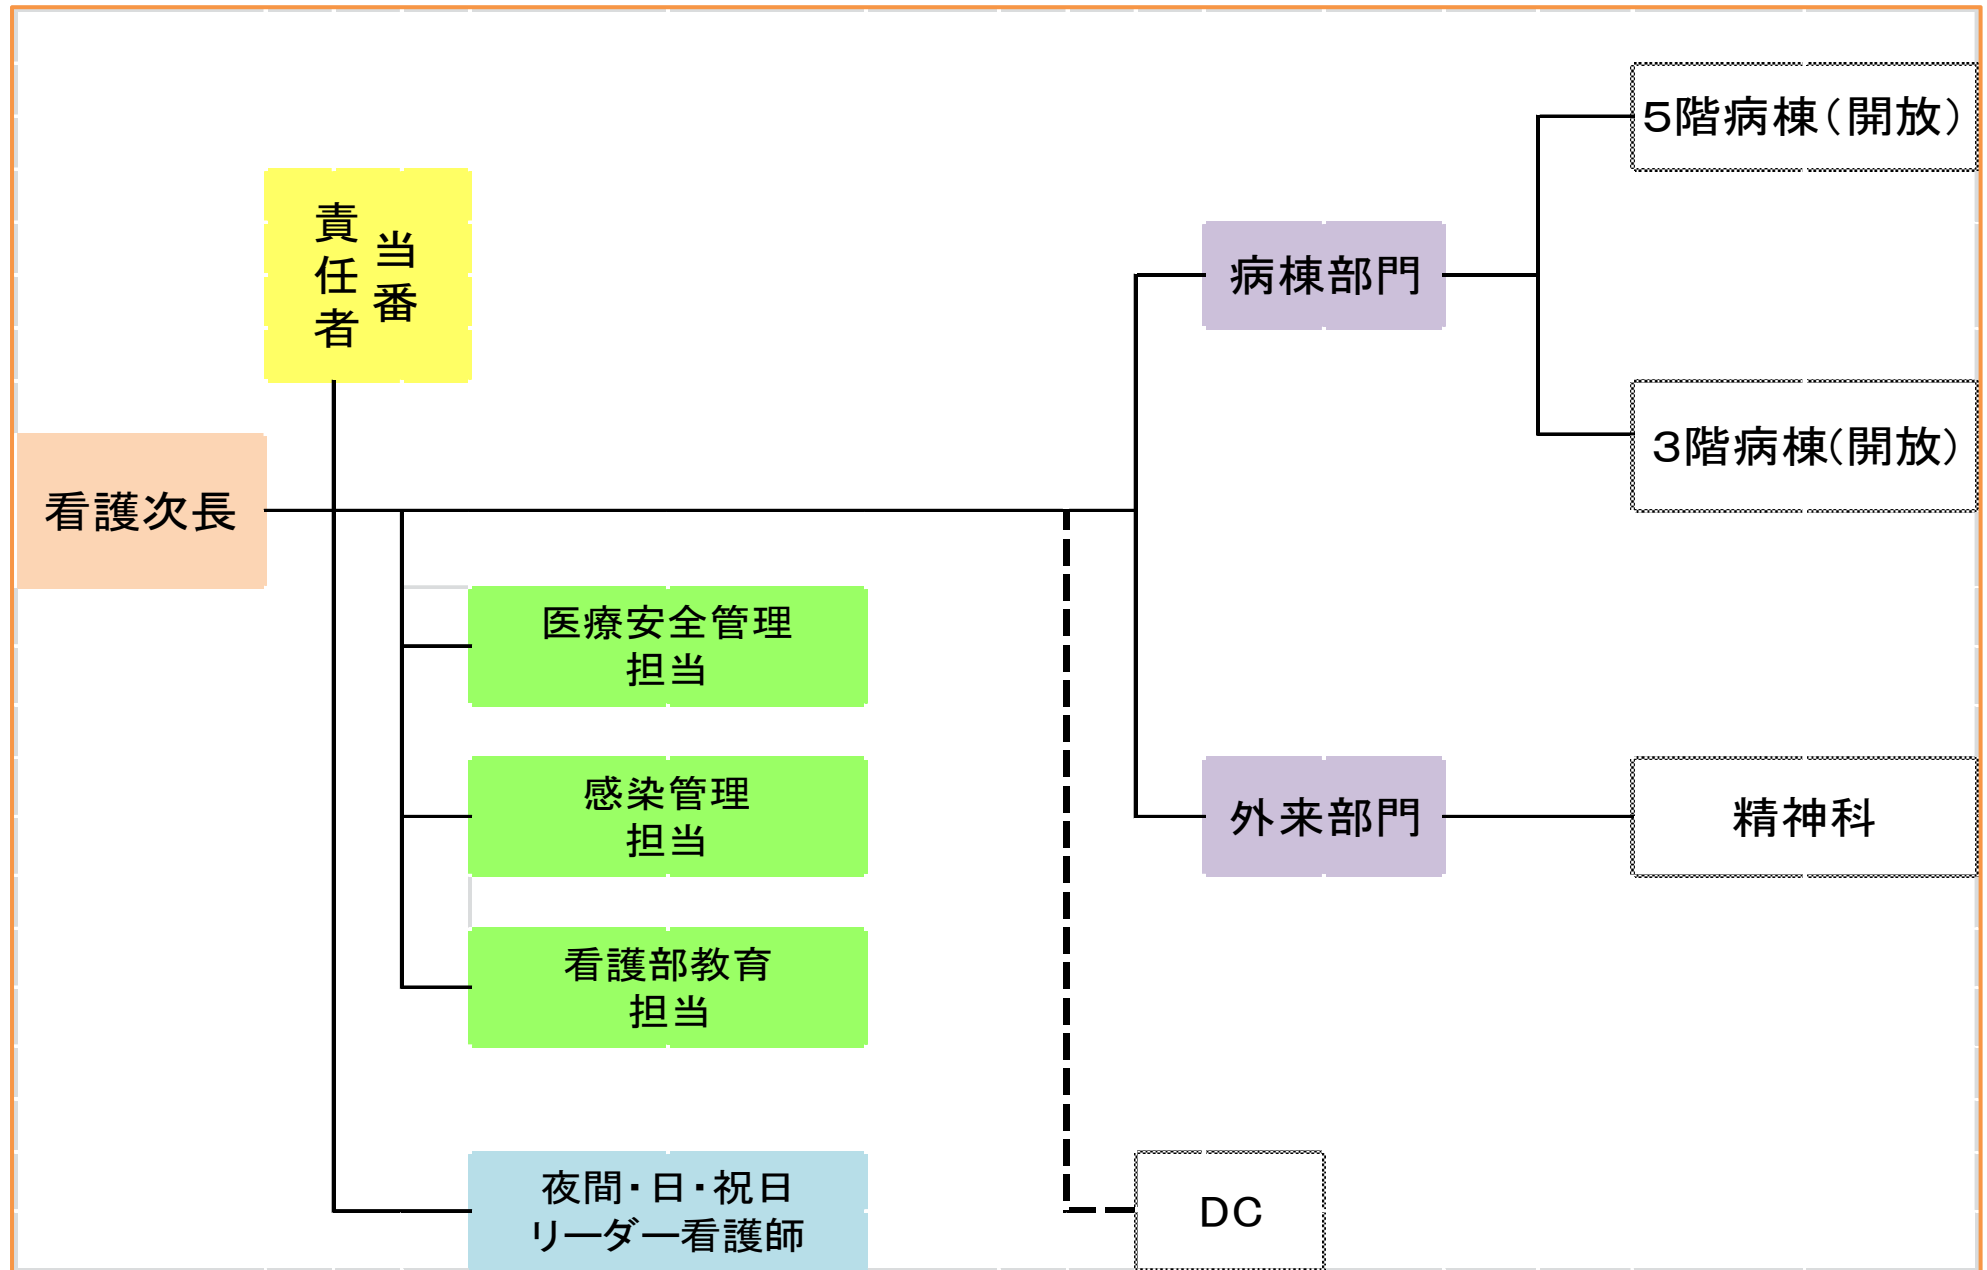 ５階病棟（開放）
当番
責任者
病棟部門
３階病棟（開放）
看護次長
医療安全管理
担当
感染管理
担当
外来部門
精神科
看護部教育
担当
夜間・日・祝日
リーダー看護師
DC